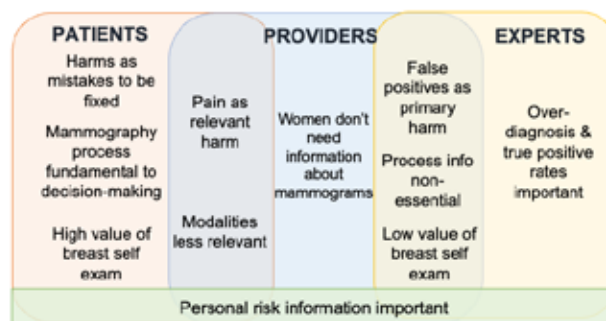 PATIENTS
Harms as
mistakes to be
fixed
Mammography
process
fundamental to
decision-making
High value of
breast self
exam
Pain as
relevant
harm
Modalities
less relevant
PROVIDERS
Women don't
need
information
about
mammograms
False
positives as
primary
harm
Process info
non-
essential
Low value of
breast self
exam
EXPERTS
Over-
diagnosis &
true positive
rates
important
Personal risk information important